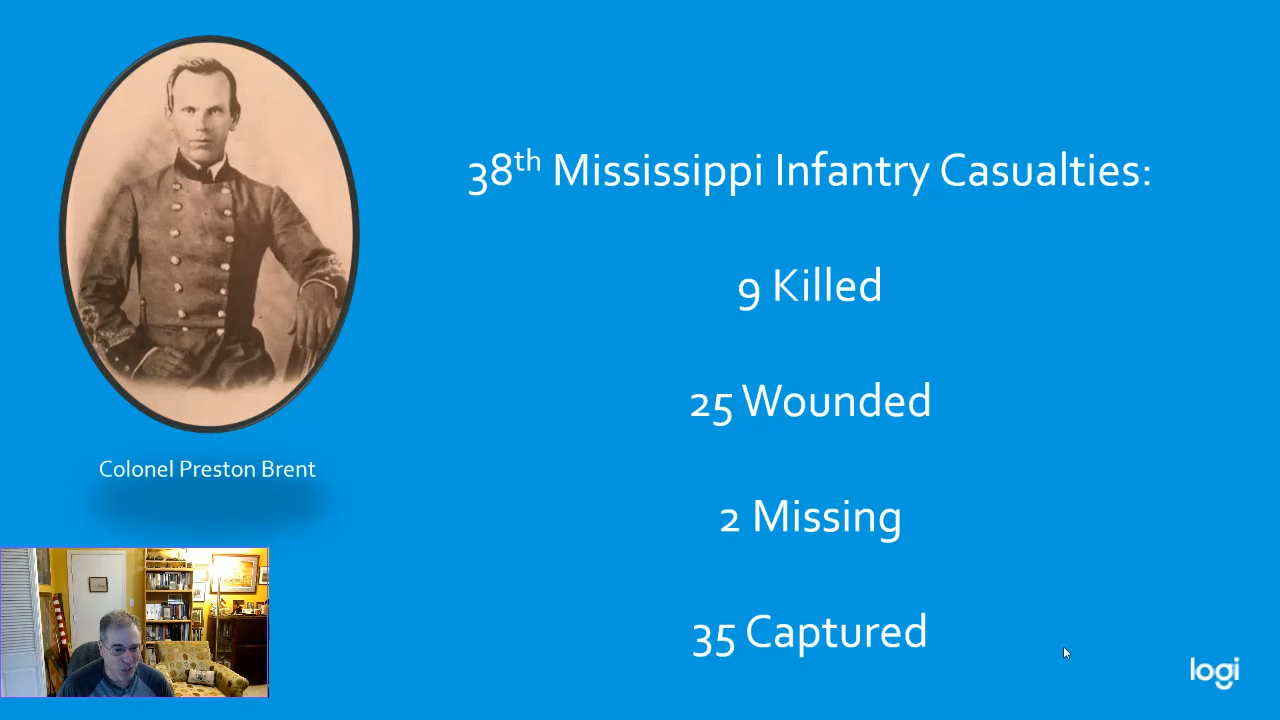 38th Mississippi Infantry Casualties:
9 Killed
25 Wounded
2 Missing
35 Captured
Colonel Preston Brent
logi